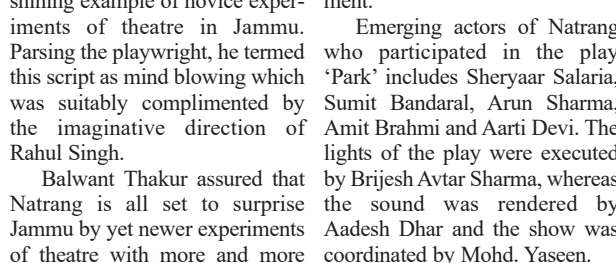 shining example of novice exper-
iments of theatre in Jammu.
Parsing the playwright, he termed
this script as mind blowing which
was suitably complimented by
the imaginative direction of
Rahul Singh.
Balwant Thakur assured that
Natrang is all set to surprise
Jammu by yet newer experiments
of theatre with more and more
ment.
Emerging actors of Natrang
who participated in the play
‘Park’ includes Sheryaar Salaria,
Sumit Bandaral, Arun Sharma,
Amit Brahmi and Aarti Devi. The
lights of the play were executed
by Brijesh Avtar Sharma, whereas
the sound was rendered by
Aadesh Dhar and the show was
coordinated by Mohd. Yaseen.